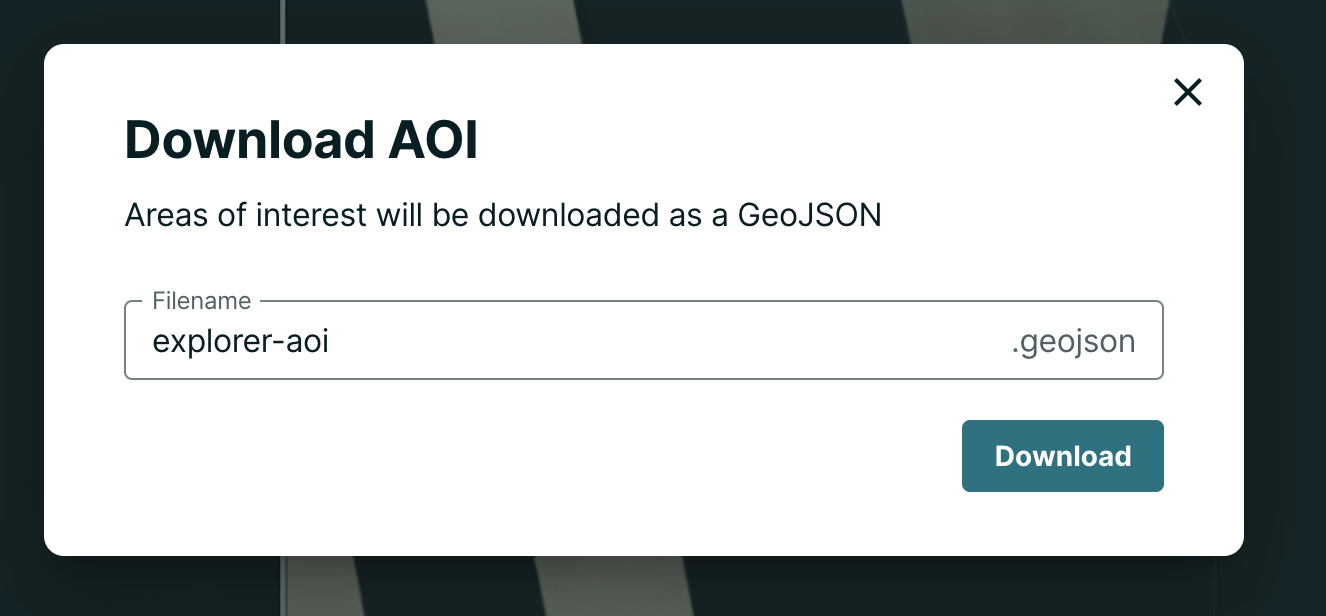 Download AOI
Areas of interest will be downloaded as a GeoJSON
Filename
explorer-aoi .geojson
Download